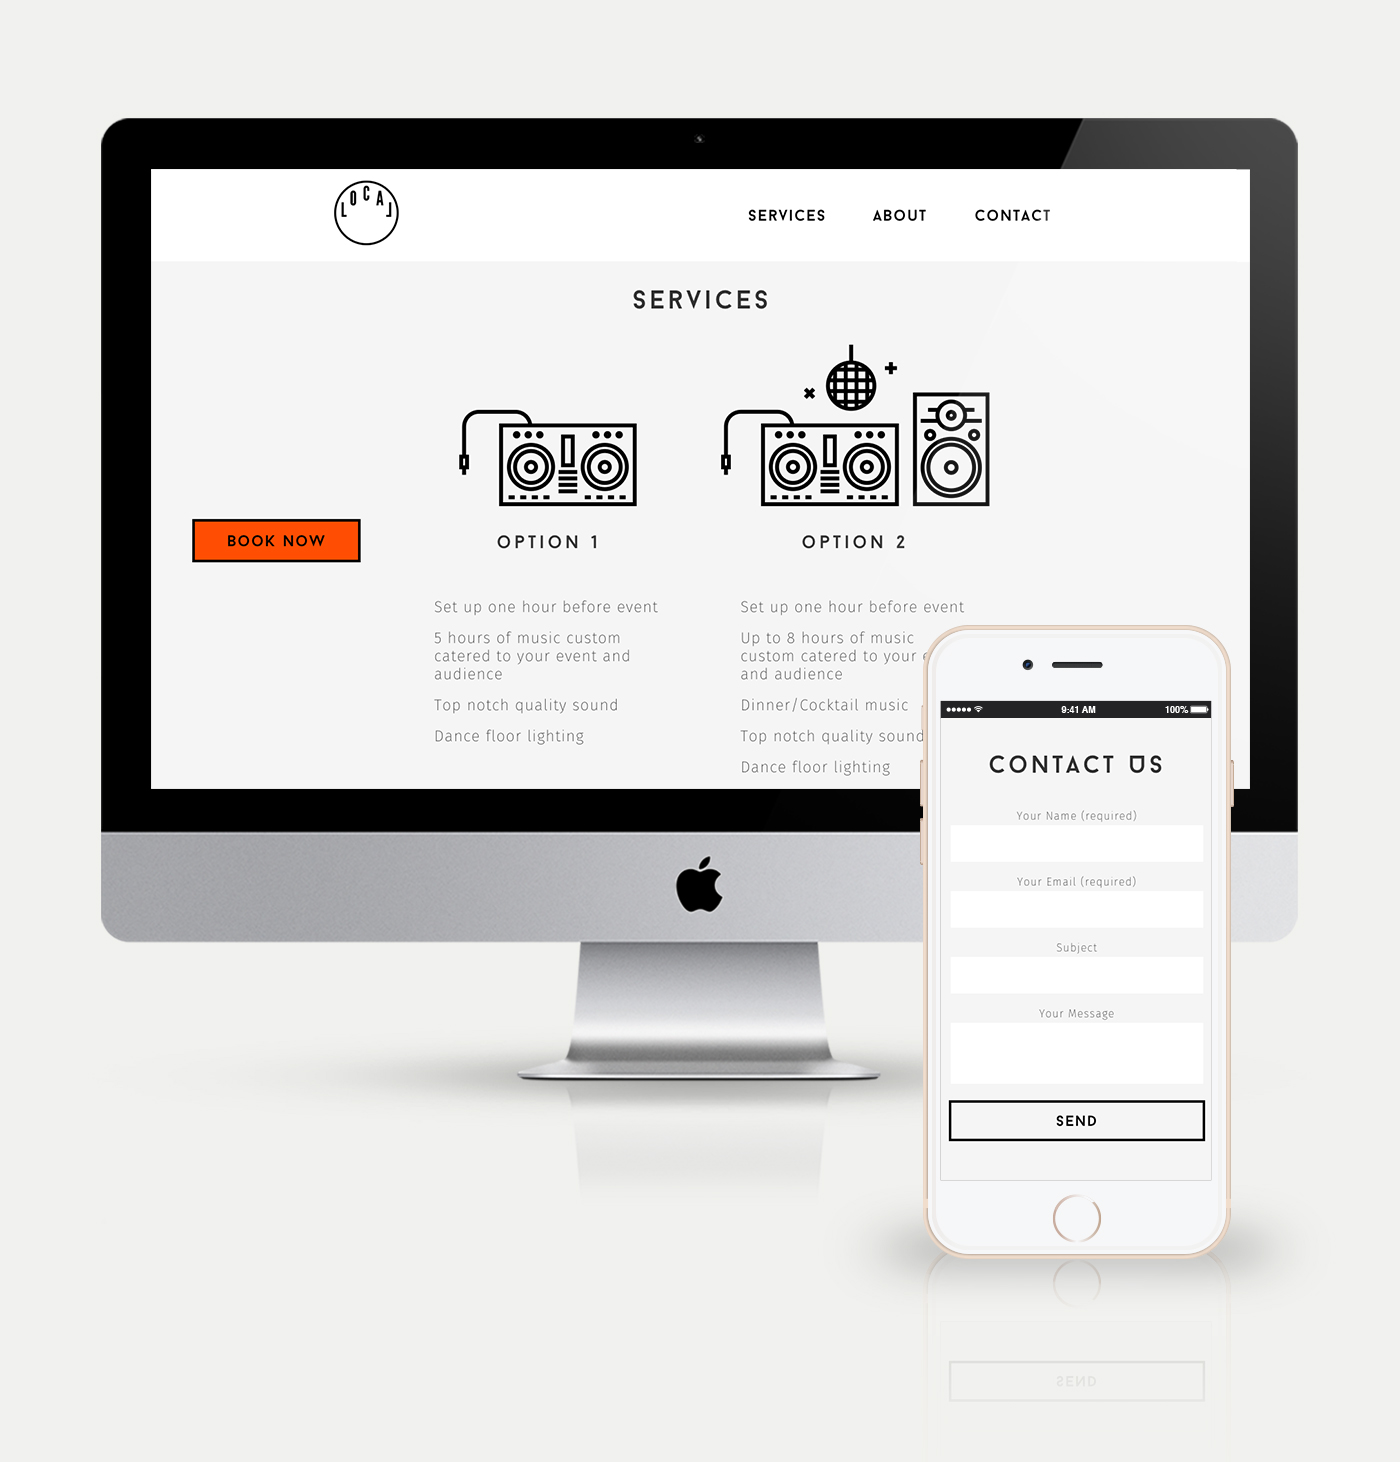 LOCAL
SERVICES ABOUT CONTACT
SERVICES
BOOK NOW
OPTION 1
Set up one hour before event
5 hours of music custom
catered to your event and
audience
Top notch quality sound
Dance floor lighting
OPTION 2
Set up one hour before event
Up to 8 hours of music
custom catered to your
and audience
Dinner/Cocktail music
Top notch quality sound
Dance floor lighting
9:41 AM 100%
CONTACT US
Your Name (required)
Your Email (required)
Subject
Your Message
SEND
SEND